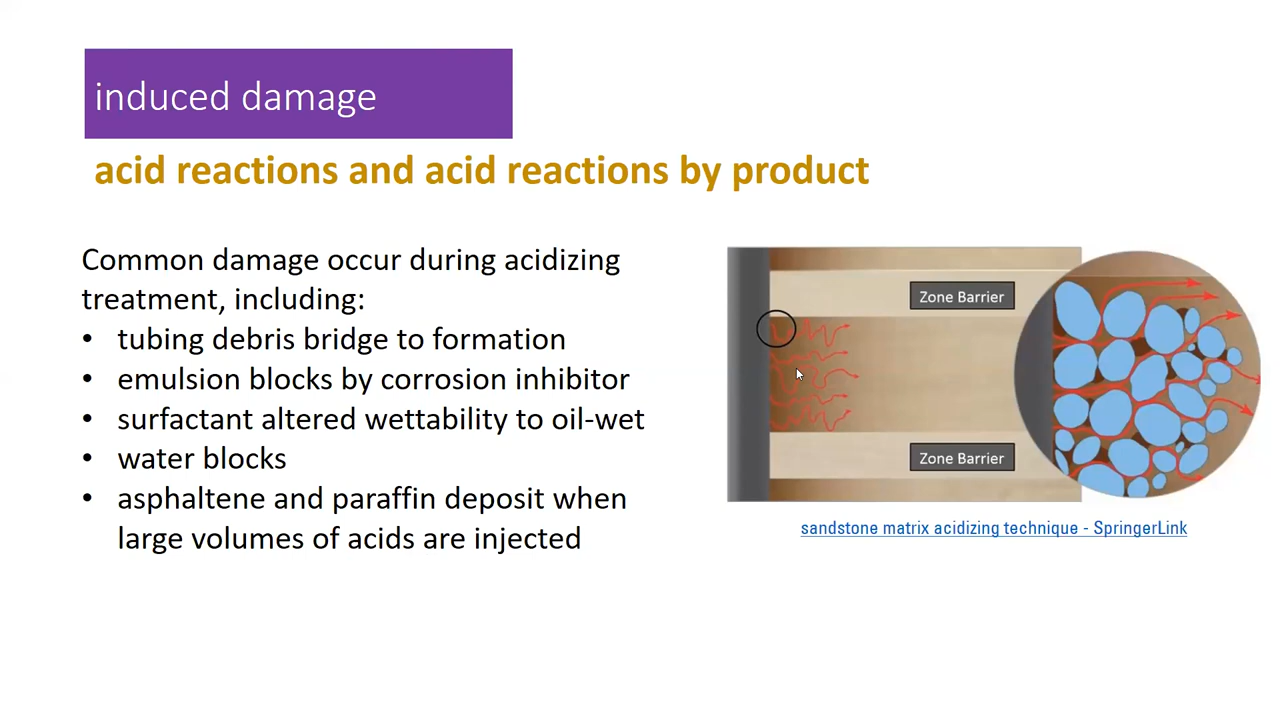 induced damage
acid reactions and acid reactions by product
Common damage occur during acidizing
treatment, including:
• tubing debris bridge to formation
• emulsion blocks by corrosion inhibitor
• surfactant altered wettability to oil-wet
• water blocks
• asphaltene and paraffin deposit when
large volumes of acids are injected
Zone Barrier
Zone Barrier
sandstone matrix acidizing technique - SpringerLink